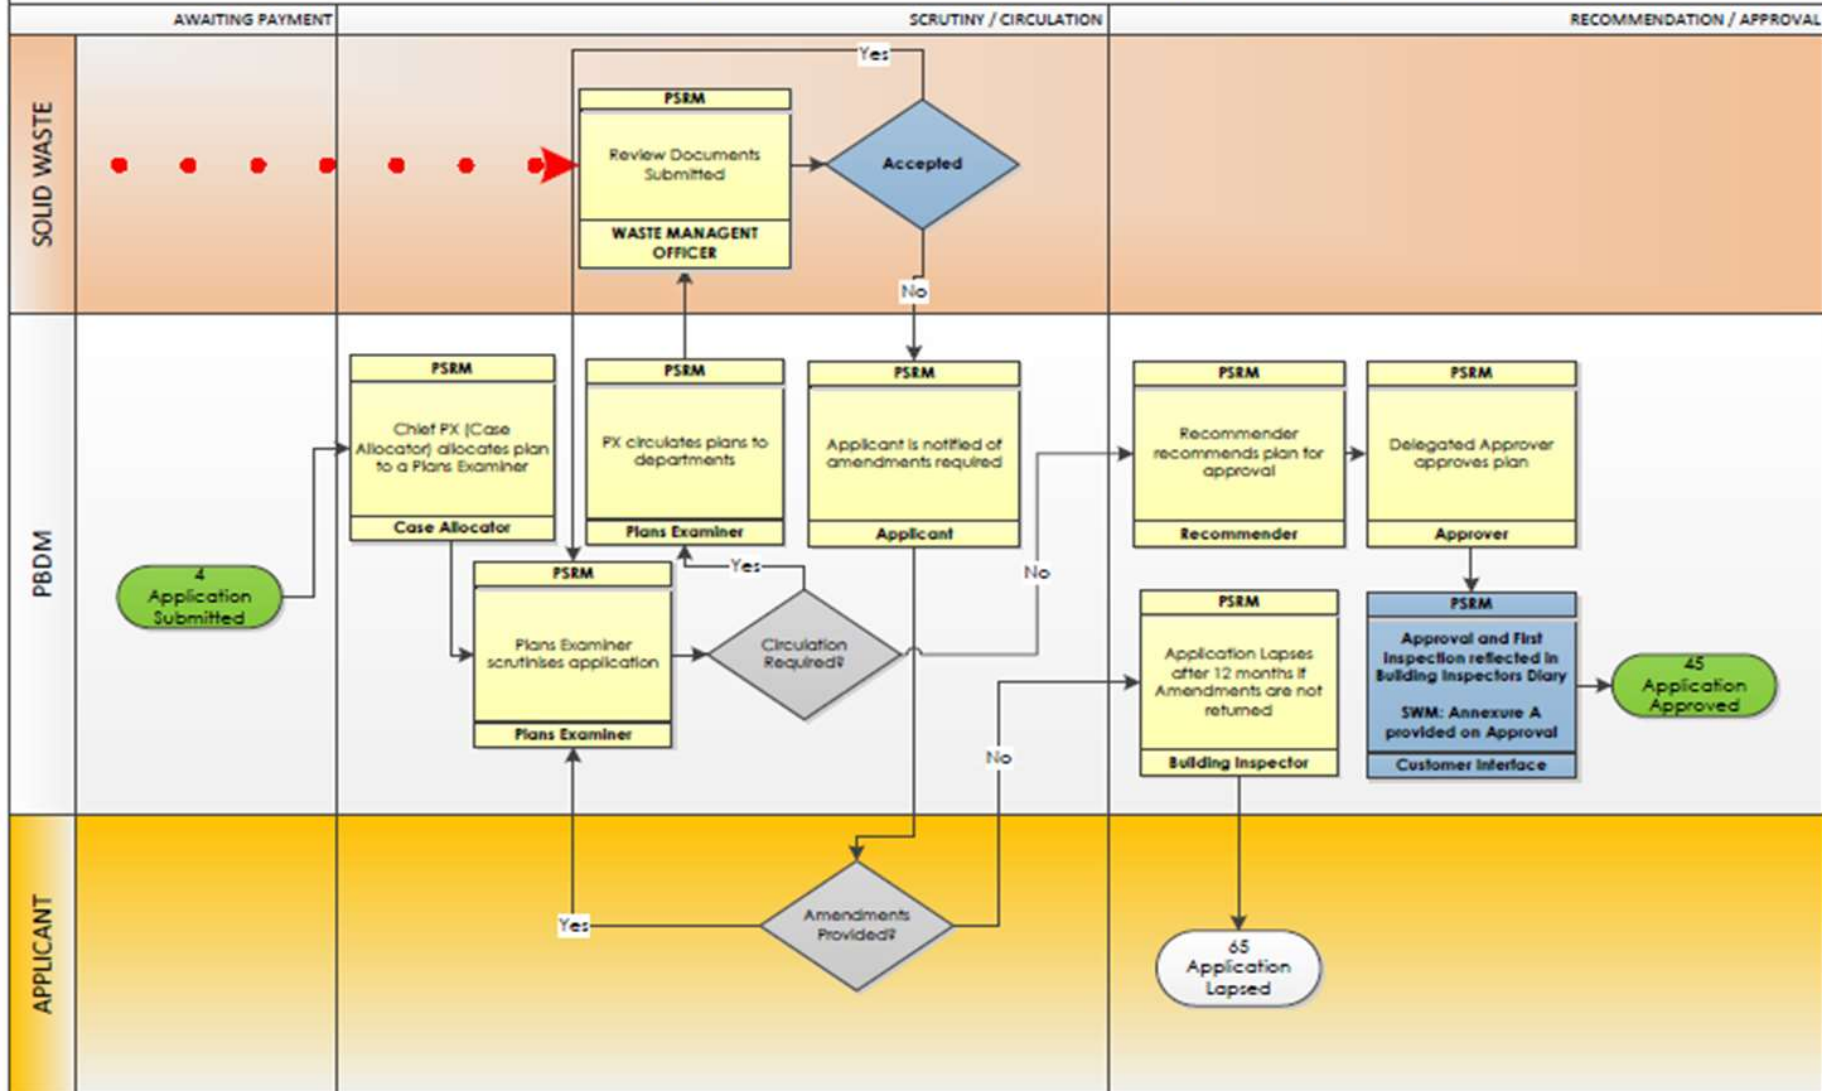 AWAITING PAYMENT
SCRUTINY / CIRCULATION
RECOMMENDATION / APPROVAL
SOLID WASTE
Yes
PSRM
Review Documents
Submitted
WASTE MANAGENT
OFFICER
Accepted
No
PBDM
4
Application
Submitted
PSRM
Chief PX (Case
Allocator) allocates plan
to a Plans Examiner
Case Allocator
PSRM
PX circulates plans to
departments
Plans Examiner
PSRM
Applicant is notified of
amendments required
Applicant
PSRM
Plans Examiner
scrutinises application
Plans Examiner
Yes
Circulation
Required?
No
PSRM
Recommender
recommends plan for
approval
Recommender
PSRM
Delegated Approver
approves plan
Approver
No
PSRM
Application Lapses
after 12 months if
Amendments are not
returned
Building Inspector
PSRM
Approval and First
Inspection reflected in
Building Inspectors Diary
SWM: Annexure A
provided on Approval
Customer Interface
45
Application
Approved
APPLICANT
Yes
Amendments
Provided?
65
Application
Lapsed